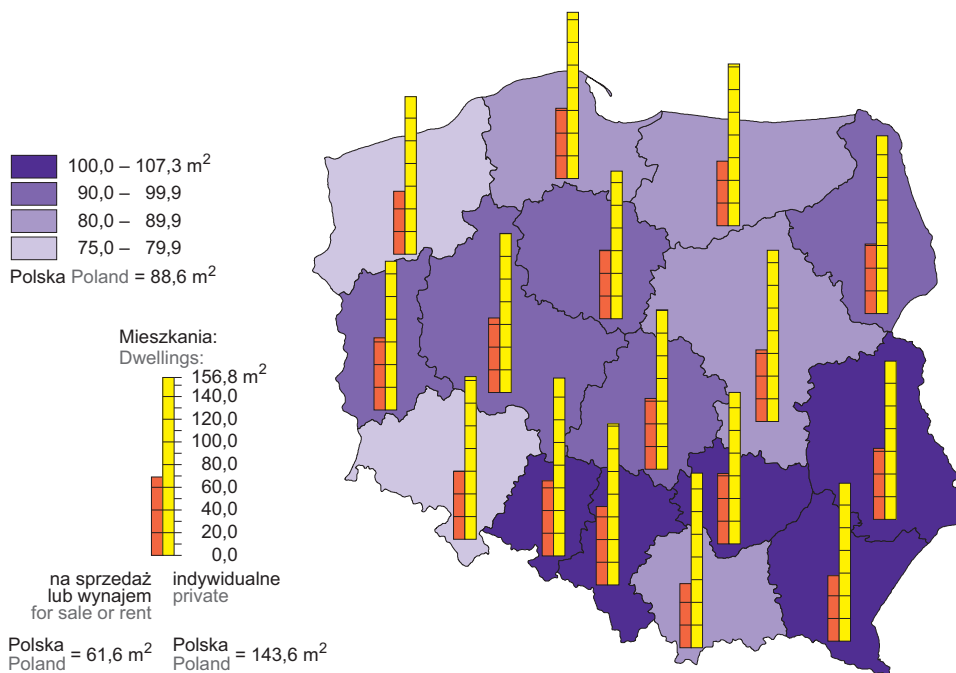 100,0 – 107,3 m²
90,0 – 99,9
80,0 – 89,9
75,0 – 79,9
Polska Poland = 88,6 m²
Mieszkania:
Dwellings:
156,8 m²
140,0
120,0
100,0
80,0
60,0
40,0
20,0
0,0
na sprzedaż
lub wynajem
for sale or rent
indywidualne
private
Polska
Poland = 61,6 m²
Polska
Poland = 143,6 m²